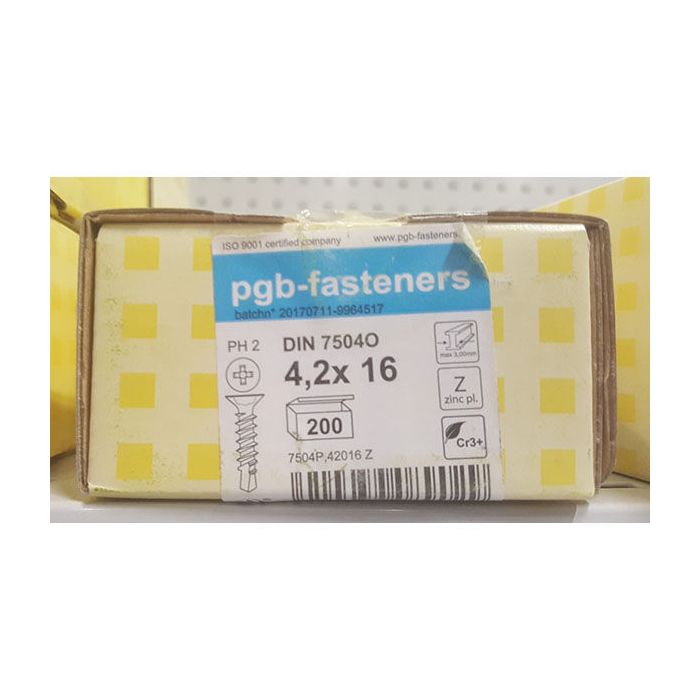 ISO 9001 certified company www.pgb-fasteners.
pgb-fasteners
batchn° 20170711-9964517
PH 2 DIN 7504O
4,2x 16
max 3,00mm
Z
zinc pl.
200
Cr3+
7504P,42016 Z